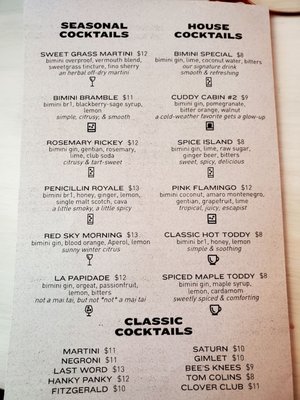 SEASONAL
COCKTAILS
SWEET GRASS MARTINI $12
bimini overproof, vermouth blend,
sweetgrass tincture, fino sherry
an herbal off-dry martini
BIMINI BRAMBLE $11
bimini br1, blackberry-sage syrup,
lemon
simple, citrusy, & smooth
ROSEMARY RICKEY $12
bimini gin, gentian, rosemary,
lime, club soda
citrusy & tart-sweet
PENICILLIN ROYALE $13
bimini br1, honey, ginger, lemon,
single malt scotch, cava
a little smoky, a little spicy
RED SKY MORNING $13
bimini gin, blood orange, Aperol, lemon
sunny winter citrus
LA PAPIDADE $12
bimini gin, orgeat, passionfruit,
lemon, bitters
not a mai tai, but not *not* a mai tai
HOUSE
COCKTAILS
BIMINI SPECIAL $8
bimini gin, lime, coconut water, bitters
our signature drink
smooth & refreshing
CUDDY CABIN #2 $9
bimini gin, pomegranate,
bitter orange, walnut
a cold-weather favorite gets a glow-up
SPICE ISLAND $8
bimini gin, lime, raw sugar,
ginger beer, bitters
sweet, spicy, delicious
PINK FLAMINGO $12
bimini coconut, amaro montenegro,
gentian, grapefruit, lime
tropical, juicy, escapist
CLASSIC HOT TODDY $8
bimini br1, honey, lemon
simple & soothing
SPICED MAPLE TODDY $8
bimini gin, maple syrup,
lemon, cardamom
sweetly spiced & comforting
CLASSIC
COCKTAILS
MARTINI $11
NEGRONI $11
LAST WORD $13
HANKY PANKY $12
FITZGERALD $10
SATURN $10
GIMLET $10
BEE'S KNEES $9
TOM COLINS $8
CLOVER CLUB $11